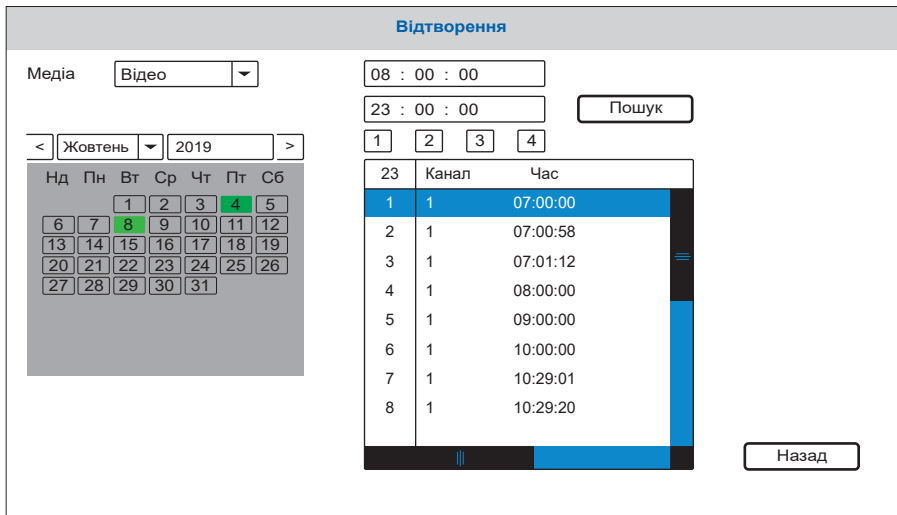 Відтворення
Медіа Відео
08 : 00 : 00
23 : 00 : 00 Пошук
1 2 3 4
< Жовтень 2019 >
Нд Пн Вт Ср Чт Пт Сб
1 2 3 4 5
6 7 8 9 10 11 12
13 14 15 16 17 18 19
20 21 22 23 24 25 26
27 28 29 30 31
23 Канал Час
1 1 07:00:00
2 1 07:00:58
3 1 07:01:12
4 1 08:00:00
5 1 09:00:00
6 1 10:00:00
7 1 10:29:01
8 1 10:29:20
Назад